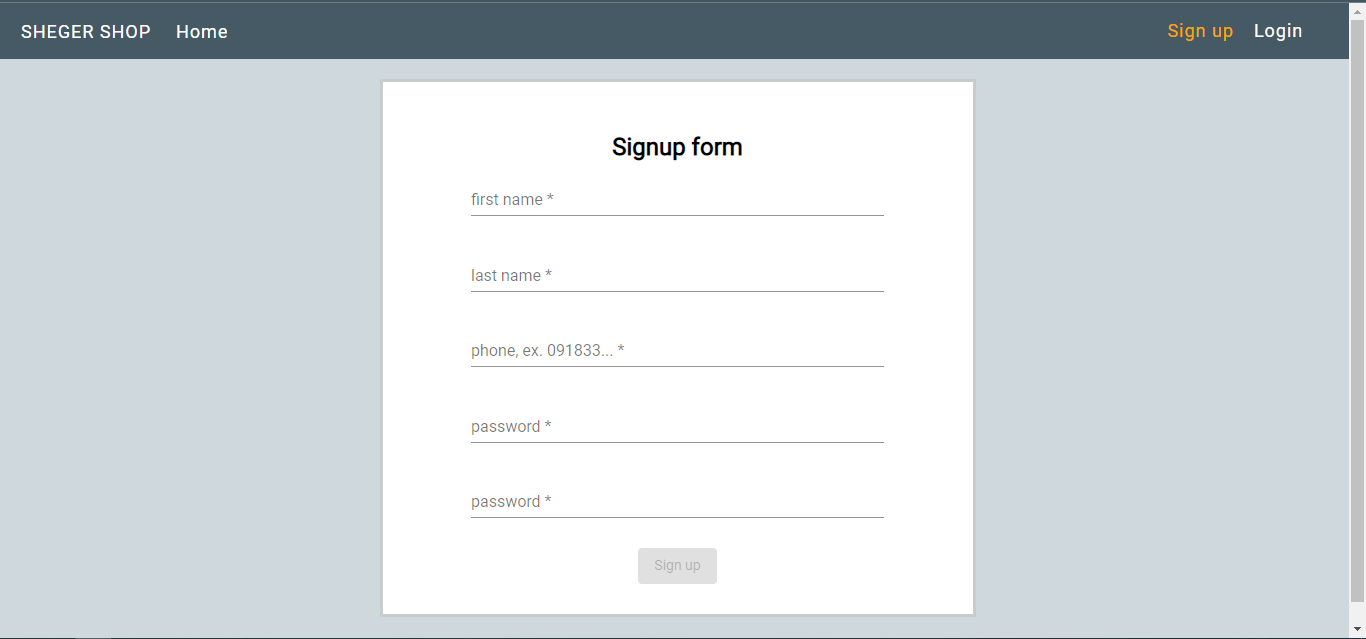 SHEGER SHOP Home Sign up Login
Signup form
first name *
last name *
phone, ex. 091833... *
password *
password *
Sign up